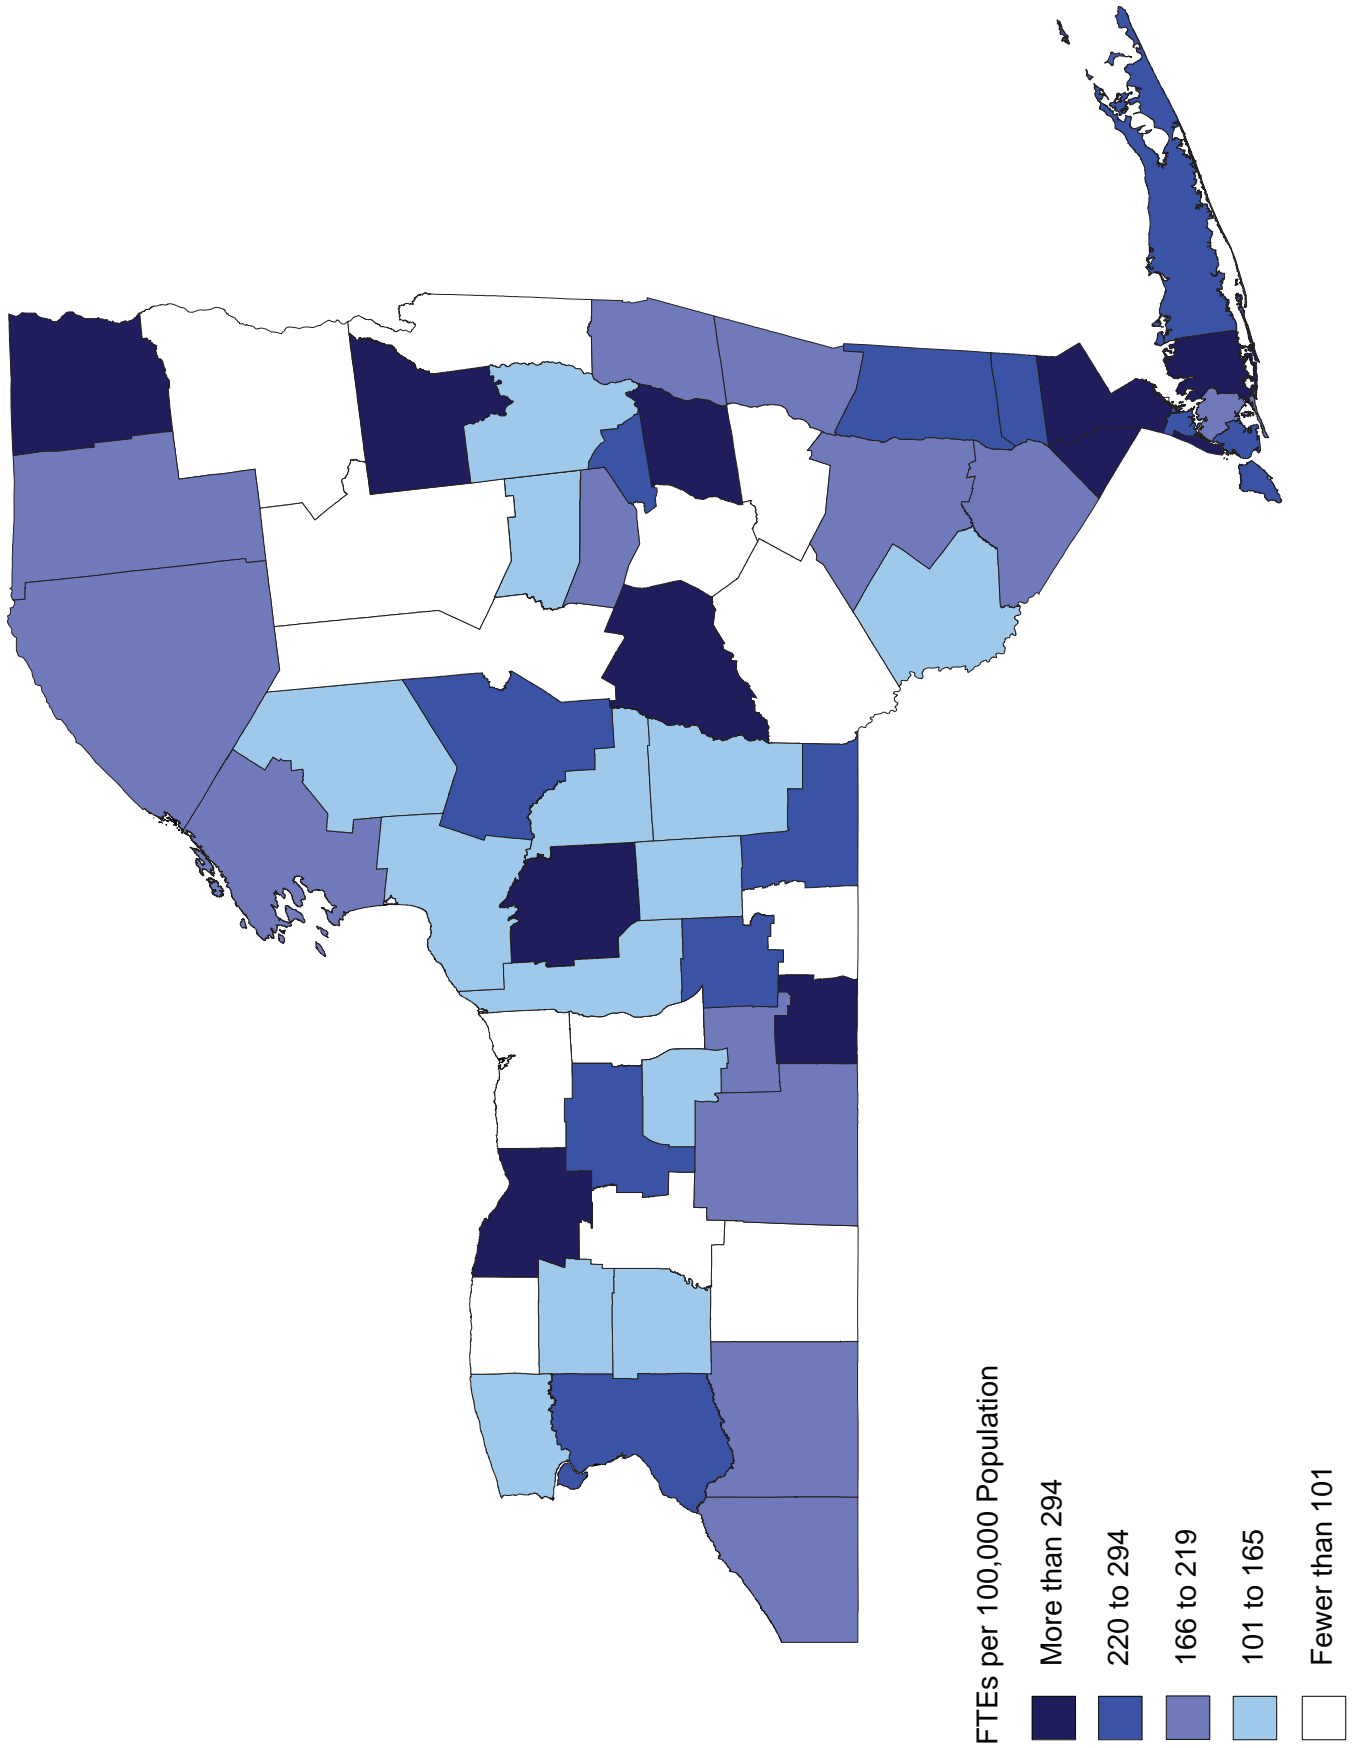 FTEs per 100,000 Population
More than 294
220 to 294
166 to 219
101 to 165
Fewer than 101